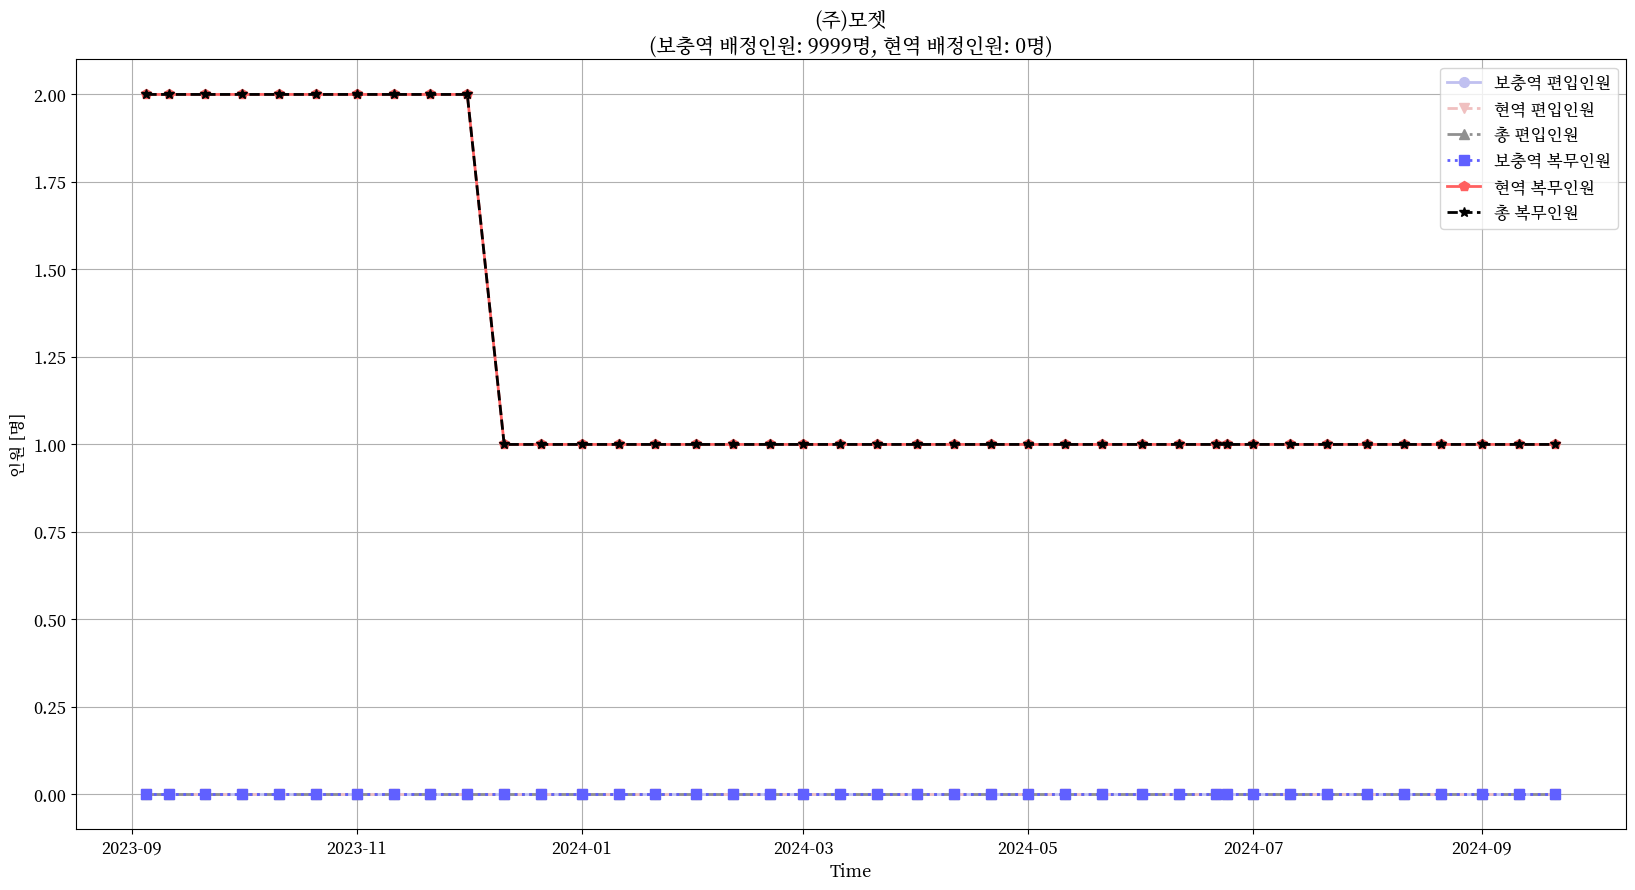 (주)모젯
(보충역 배정인원: 9999명, 현역 배정인원: 0명)
보충역 편입인원
현역 편입인원
총 편입인원
보충역 복무인원
현역 복무인원
총 복무인원
2.00
1.75
1.50
1.25
1.00
0.75
0.50
0.25
0.00
인원 [명]
2023-09
2023-11
2024-01
2024-03
2024-05
2024-07
2024-09
Time